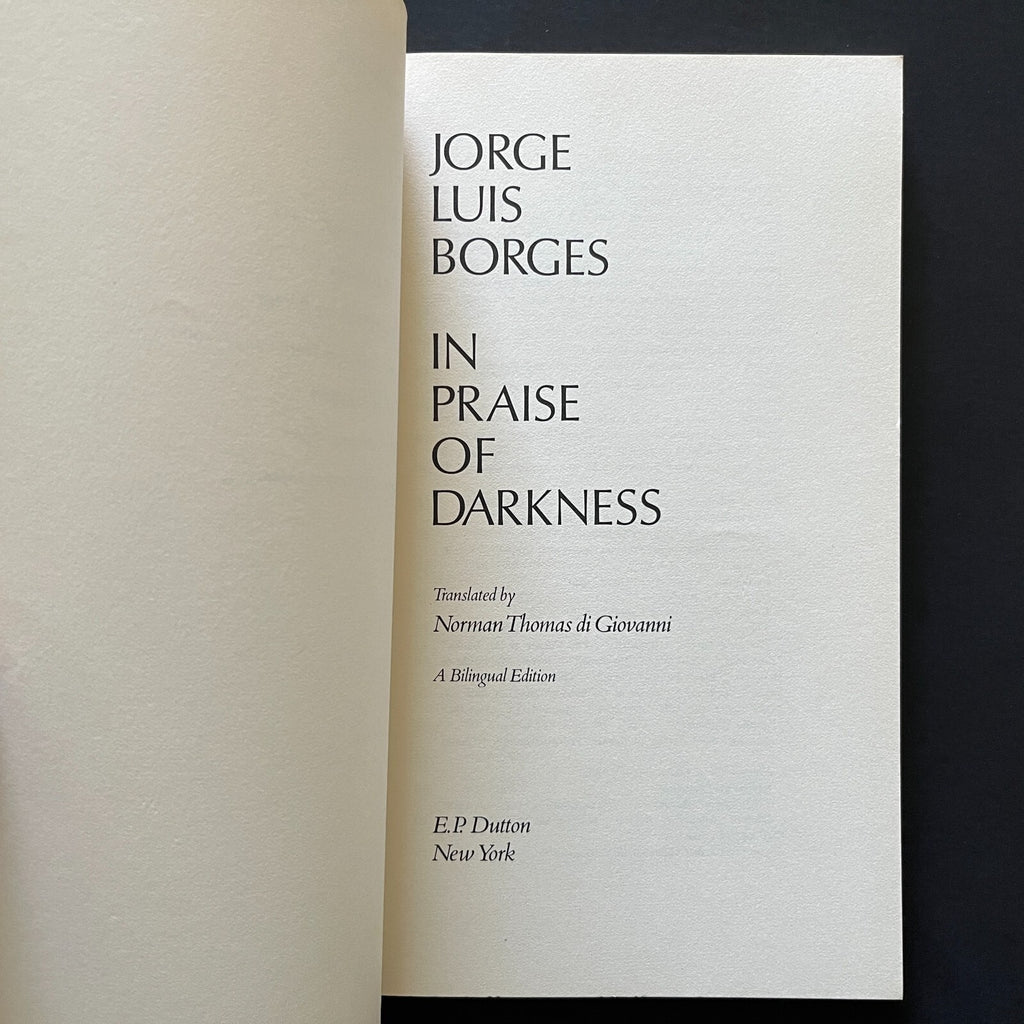 JORGE
LUIS
BORGES
IN
PRAISE
OF
DARKNESS
Translated by
Norman Thomas di Giovanni
A Bilingual Edition
E.P. Dutton
New York